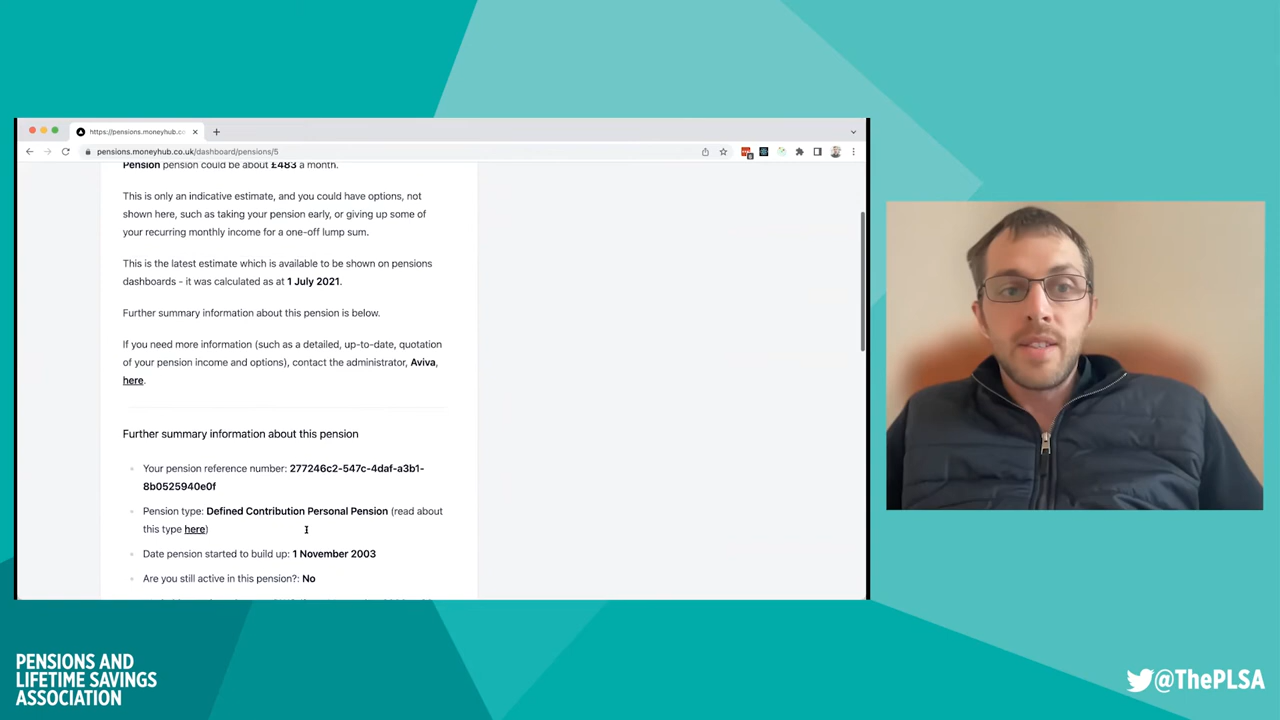 https://pensions.moneyhub.co
pensions.moneyhub.co.uk/dashboard/pensions/5
Pension pension could be about £483 a month.
This is only an indicative estimate, and you could have options, not
shown here, such as taking your pension early, or giving up some of
your recurring monthly income for a one-off lump sum.
This is the latest estimate which is available to be shown on pensions
dashboards - it was calculated as at 1 July 2021.
Further summary information about this pension is below.
If you need more information (such as a detailed, up-to-date, quotation
of your pension income and options), contact the administrator, Aviva,
here.
Further summary information about this pension
Your pension reference number: 277246c2-547c-4daf-a3b1-
8b0525940e0f
Pension type: Defined Contribution Personal Pension (read about
this type here)
Date pension started to build up: 1 November 2003
Are you still active in this pension?: No
PENSIONS AND
LIFETIME SAVINGS
ASSOCIATION
@ThePLSA